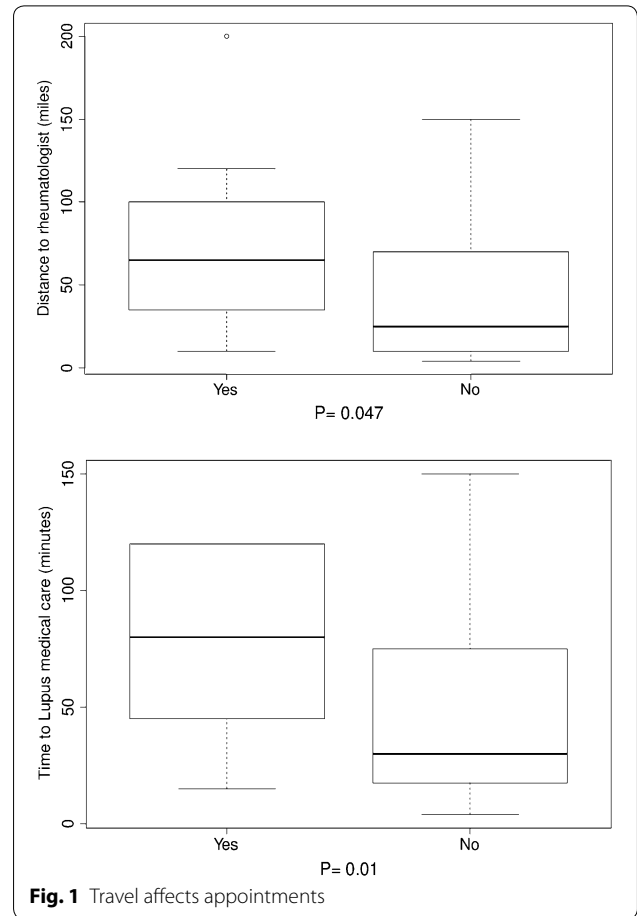 Distance to rheumatologist (miles)
200
150
100
50
0
Yes
No
P= 0.047
Time to Lupus medical care (minutes)
150
100
50
0
Yes
No
P= 0.01
Fig. 1 Travel affects appointments